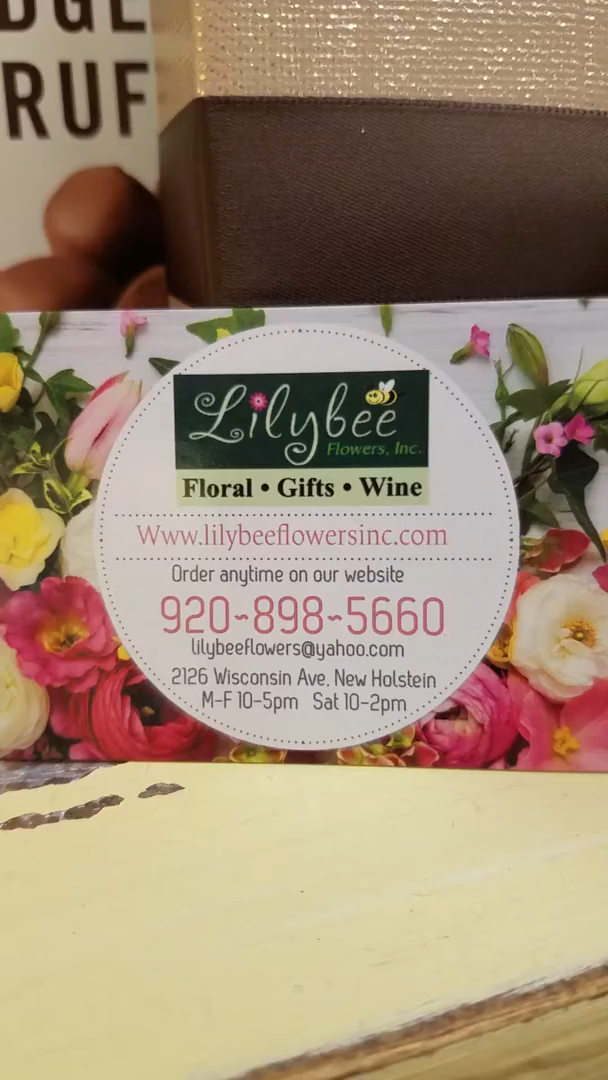 DGE
RUF
Lilybee
Flowers, Inc.
Floral • Gifts • Wine
Www.lilybeeflowersinc.com
Order anytime on our website
920-898-5660
lilybeeflowers@yahoo.com
2126 Wisconsin Ave, New Holstein
M-F 10-5pm Sat 10-2pm